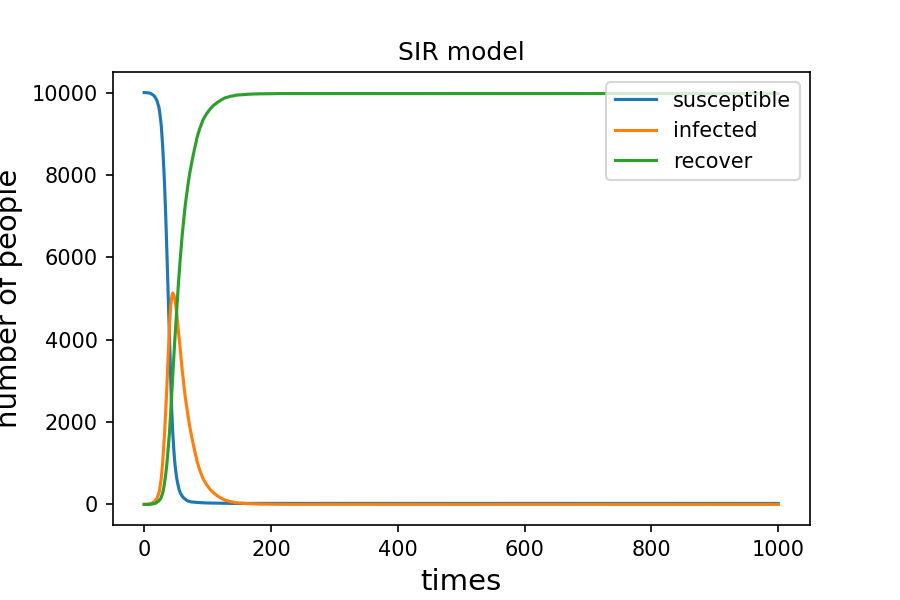 SIR model
number of people
10000
8000
6000
4000
2000
0
susceptible
infected
recover
0 200 400 600 800 1000
times